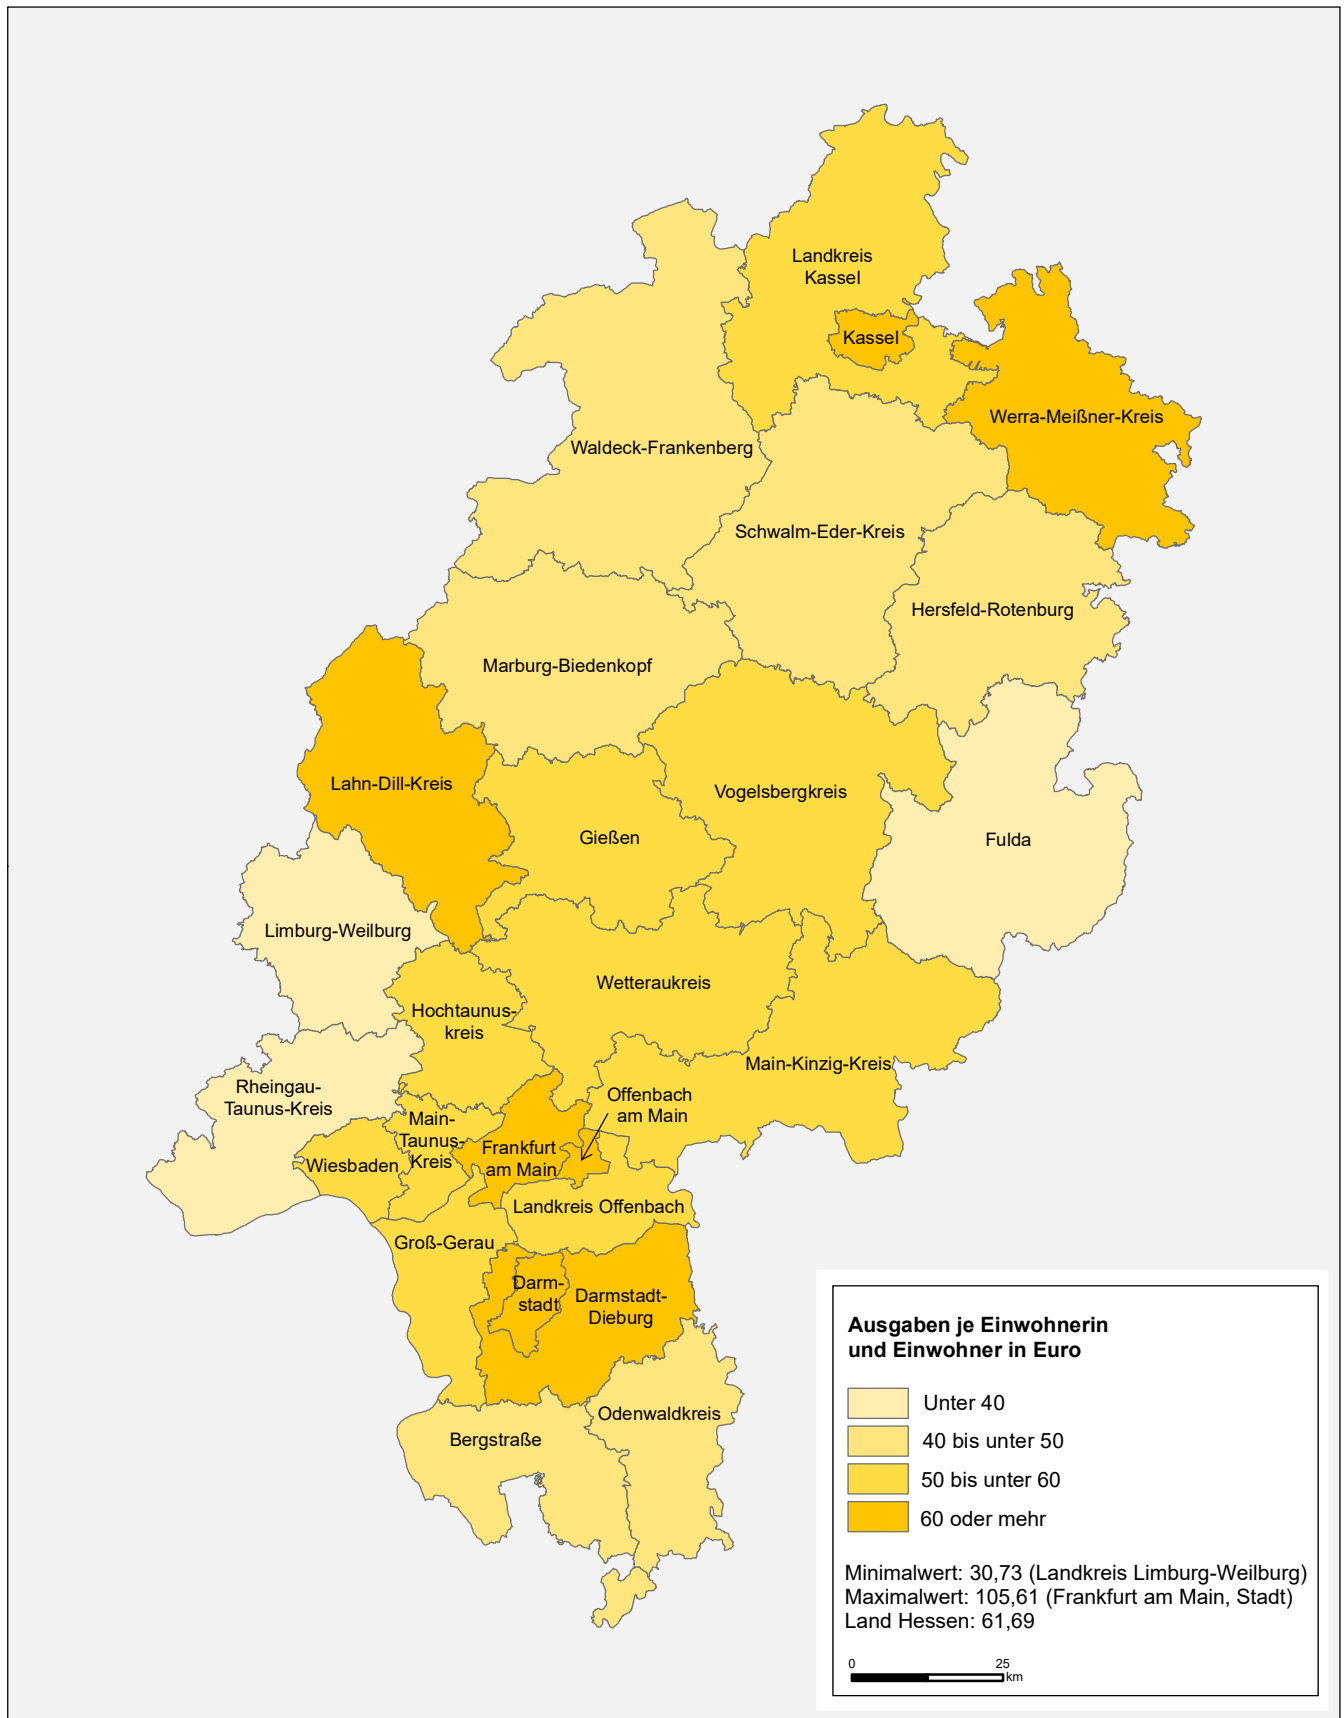 Landkreis
Kassel
Kassel
Werra-Meißner-Kreis
Waldeck-Frankenberg
Schwalm-Eder-Kreis
Hersfeld-Rotenburg
Marburg-Biedenkopf
Lahn-Dill-Kreis
Vogelsbergkreis
Gießen
Fulda
Limburg-Weilburg
Wetteraukreis
Hochtaunus-
kreis
Main-Kinzig-Kreis
Rheingau-
Taunus-Kreis
Offenbach
am Main
Main-
Taunus-
Kreis
Frankfurt
am Main
Wiesbaden
Landkreis Offenbach
Groß-Gerau
Darm-
stadt
Darmstadt-
Dieburg
Odenwaldkreis
Bergstraße
Ausgaben je Einwohnerin
und Einwohner in Euro
Unter 40
40 bis unter 50
50 bis unter 60
60 oder mehr
Minimalwert: 30,73 (Landkreis Limburg-Weilburg)
Maximalwert: 105,61 (Frankfurt am Main, Stadt)
Land Hessen: 61,69
0 25
km